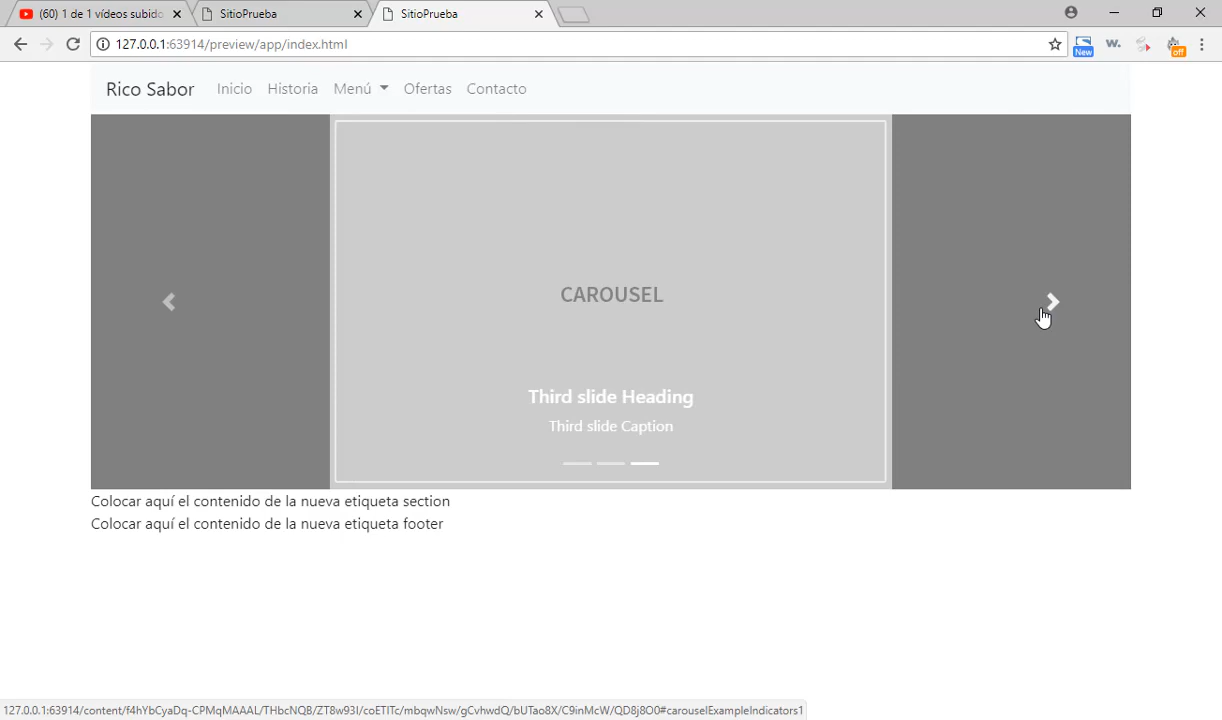 (60) 1 de 1 vídeos subido
SitioPrueba
SitioPrueba
127.0.0.1:63914/preview/app/index.html
New
w.
off
Rico Sabor
Inicio
Historia
Menú
Ofertas
Contacto
CAROUSEL
Third slide Heading
Third slide Caption
Colocar aquí el contenido de la nueva etiqueta section
Colocar aquí el contenido de la nueva etiqueta footer
127.0.0.1:63914/content/f4hYbCyaDq-CPMqMAAAL/THbcNQB/ZT8w93I/coETITc/mbqwNsw/gCvhwdQ/bUTao8X/C9inMcW/QD8j8O0#carouselExampleIndicators1